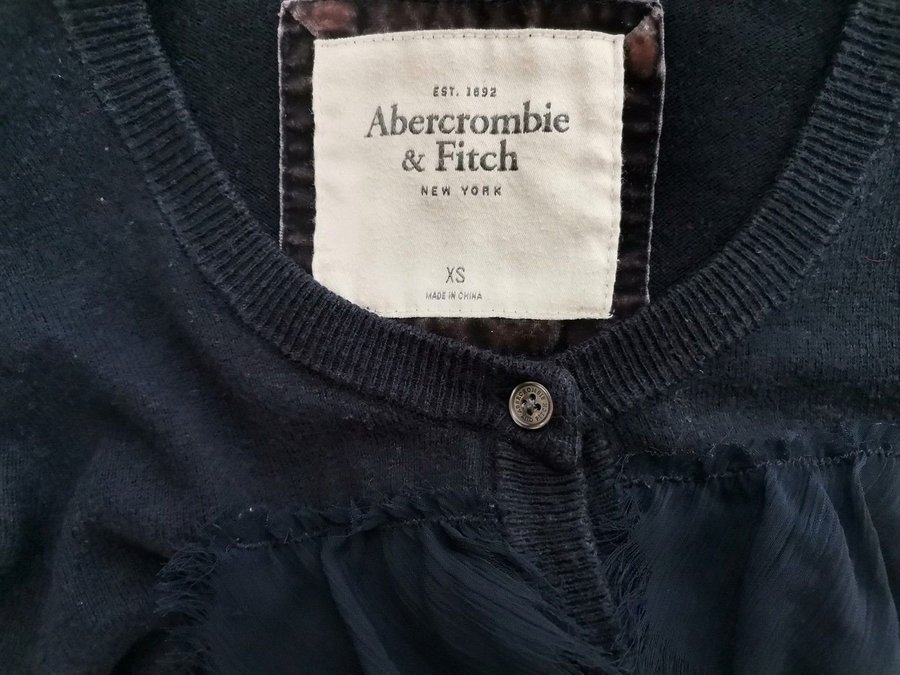 EST. 1892
Abercrombie
& Fitch
NEW YORK
XS
MADE IN CHINA